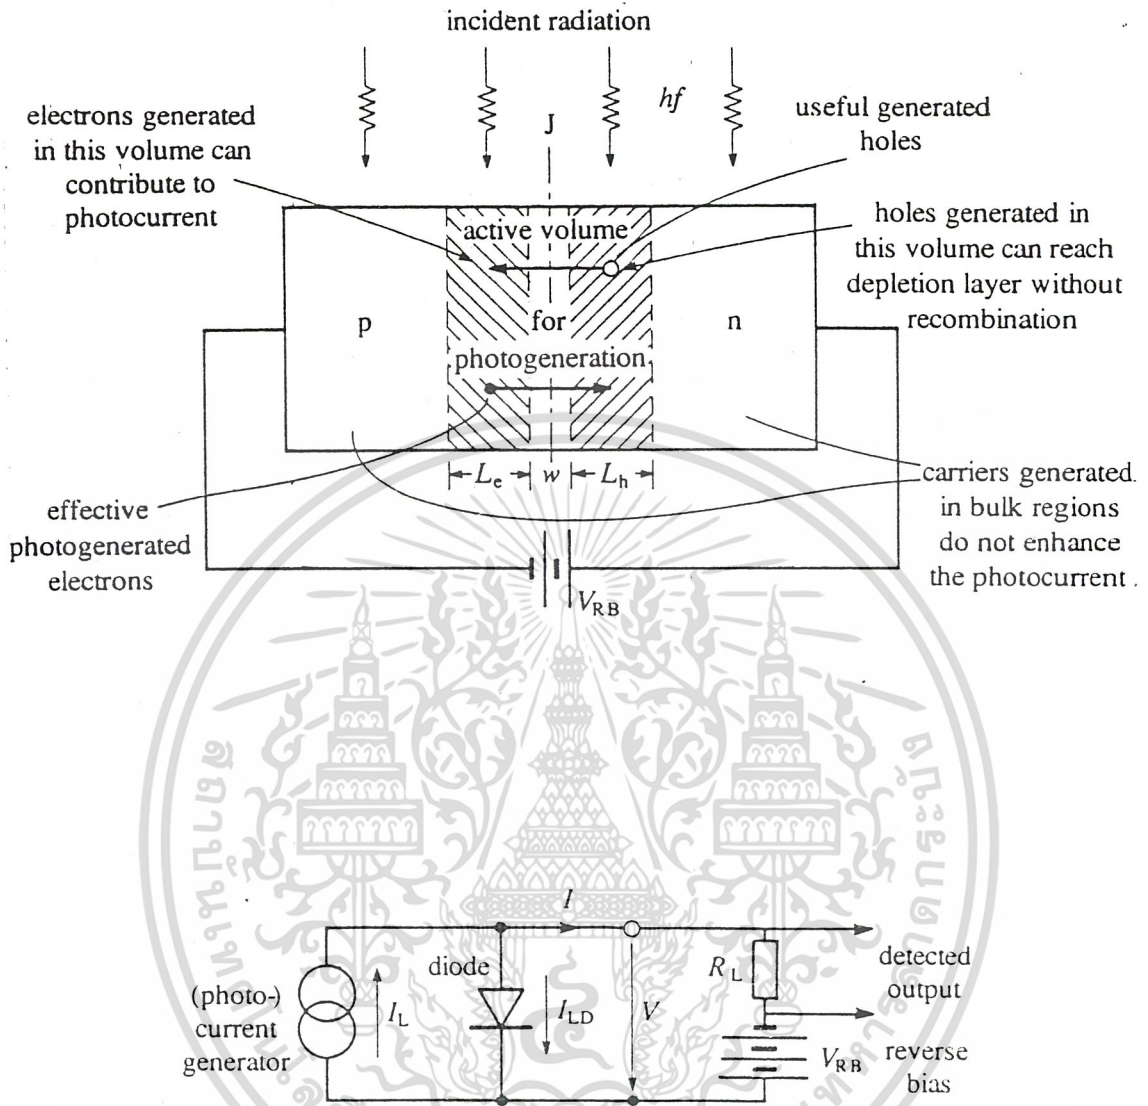 incident radiation
hf
J
electrons generated
in this volume can
contribute to
photocurrent
useful generated
holes
holes generated in
this volume can reach
depletion layer without
recombination
active volume
for
photogeneration
p
n
L_e
w
L_h
effective
photogenerated
electrons
carriers generated
in bulk regions
do not enhance
the photocurrent.
V_RB
I
diode
(photo-)
current
generator
I_L
I_LD
V
R_L
detected
output
V_RB
reverse
bias